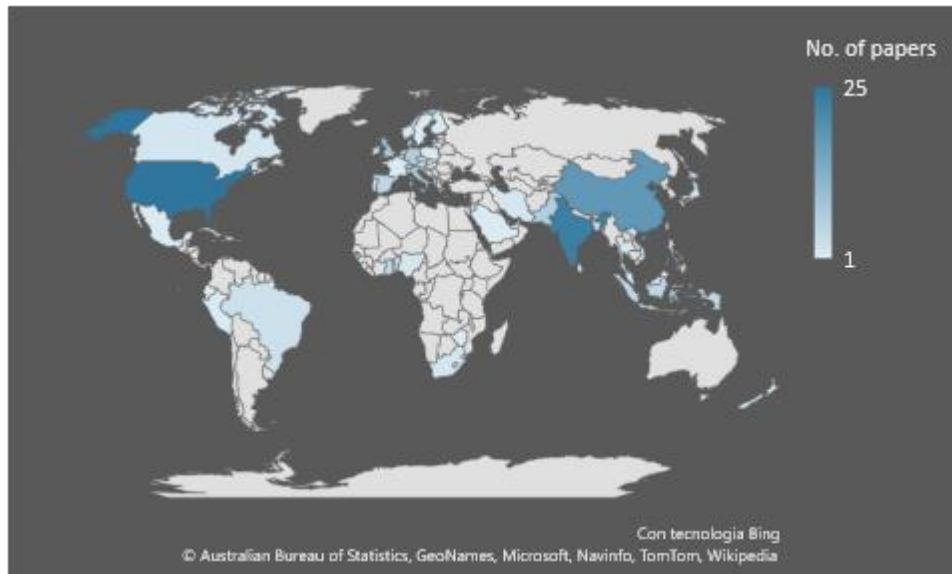 No. of papers
25
1
Con tecnologia Bing
© Australian Bureau of Statistics, GeoNames, Microsoft, Navinfo, TomTom, Wikipedia